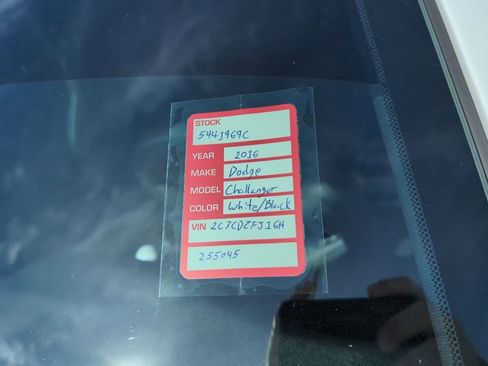 STOCK
544J969C
YEAR 2016
MAKE Dodge
MODEL Challenger
COLOR White/Black
VIN 2C3CDZFJ1GH
255045